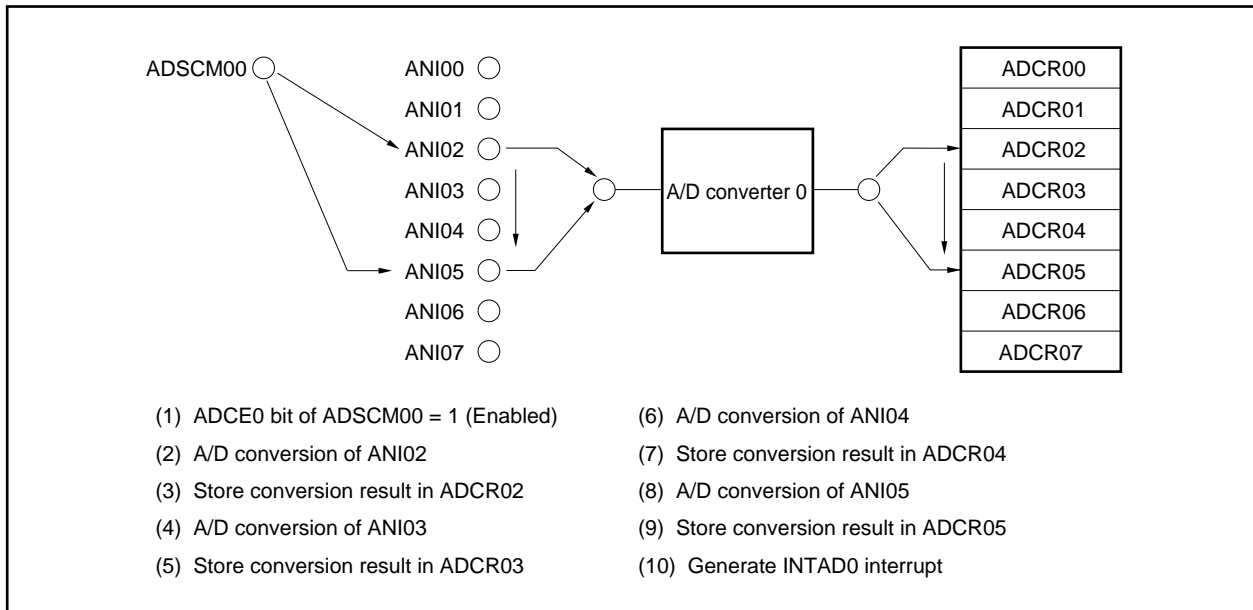 ADSCM00
ANI00
ANI01
ANI02
ANI03
ANI04
ANI05
ANI06
ANI07
A/D converter 0
ADCR00
ADCR01
ADCR02
ADCR03
ADCR04
ADCR05
ADCR06
ADCR07
(1) ADCE0 bit of ADSCM00 = 1 (Enabled)
(2) A/D conversion of ANI02
(3) Store conversion result in ADCR02
(4) A/D conversion of ANI03
(5) Store conversion result in ADCR03
(6) A/D conversion of ANI04
(7) Store conversion result in ADCR04
(8) A/D conversion of ANI05
(9) Store conversion result in ADCR05
(10) Generate INTAD0 interrupt